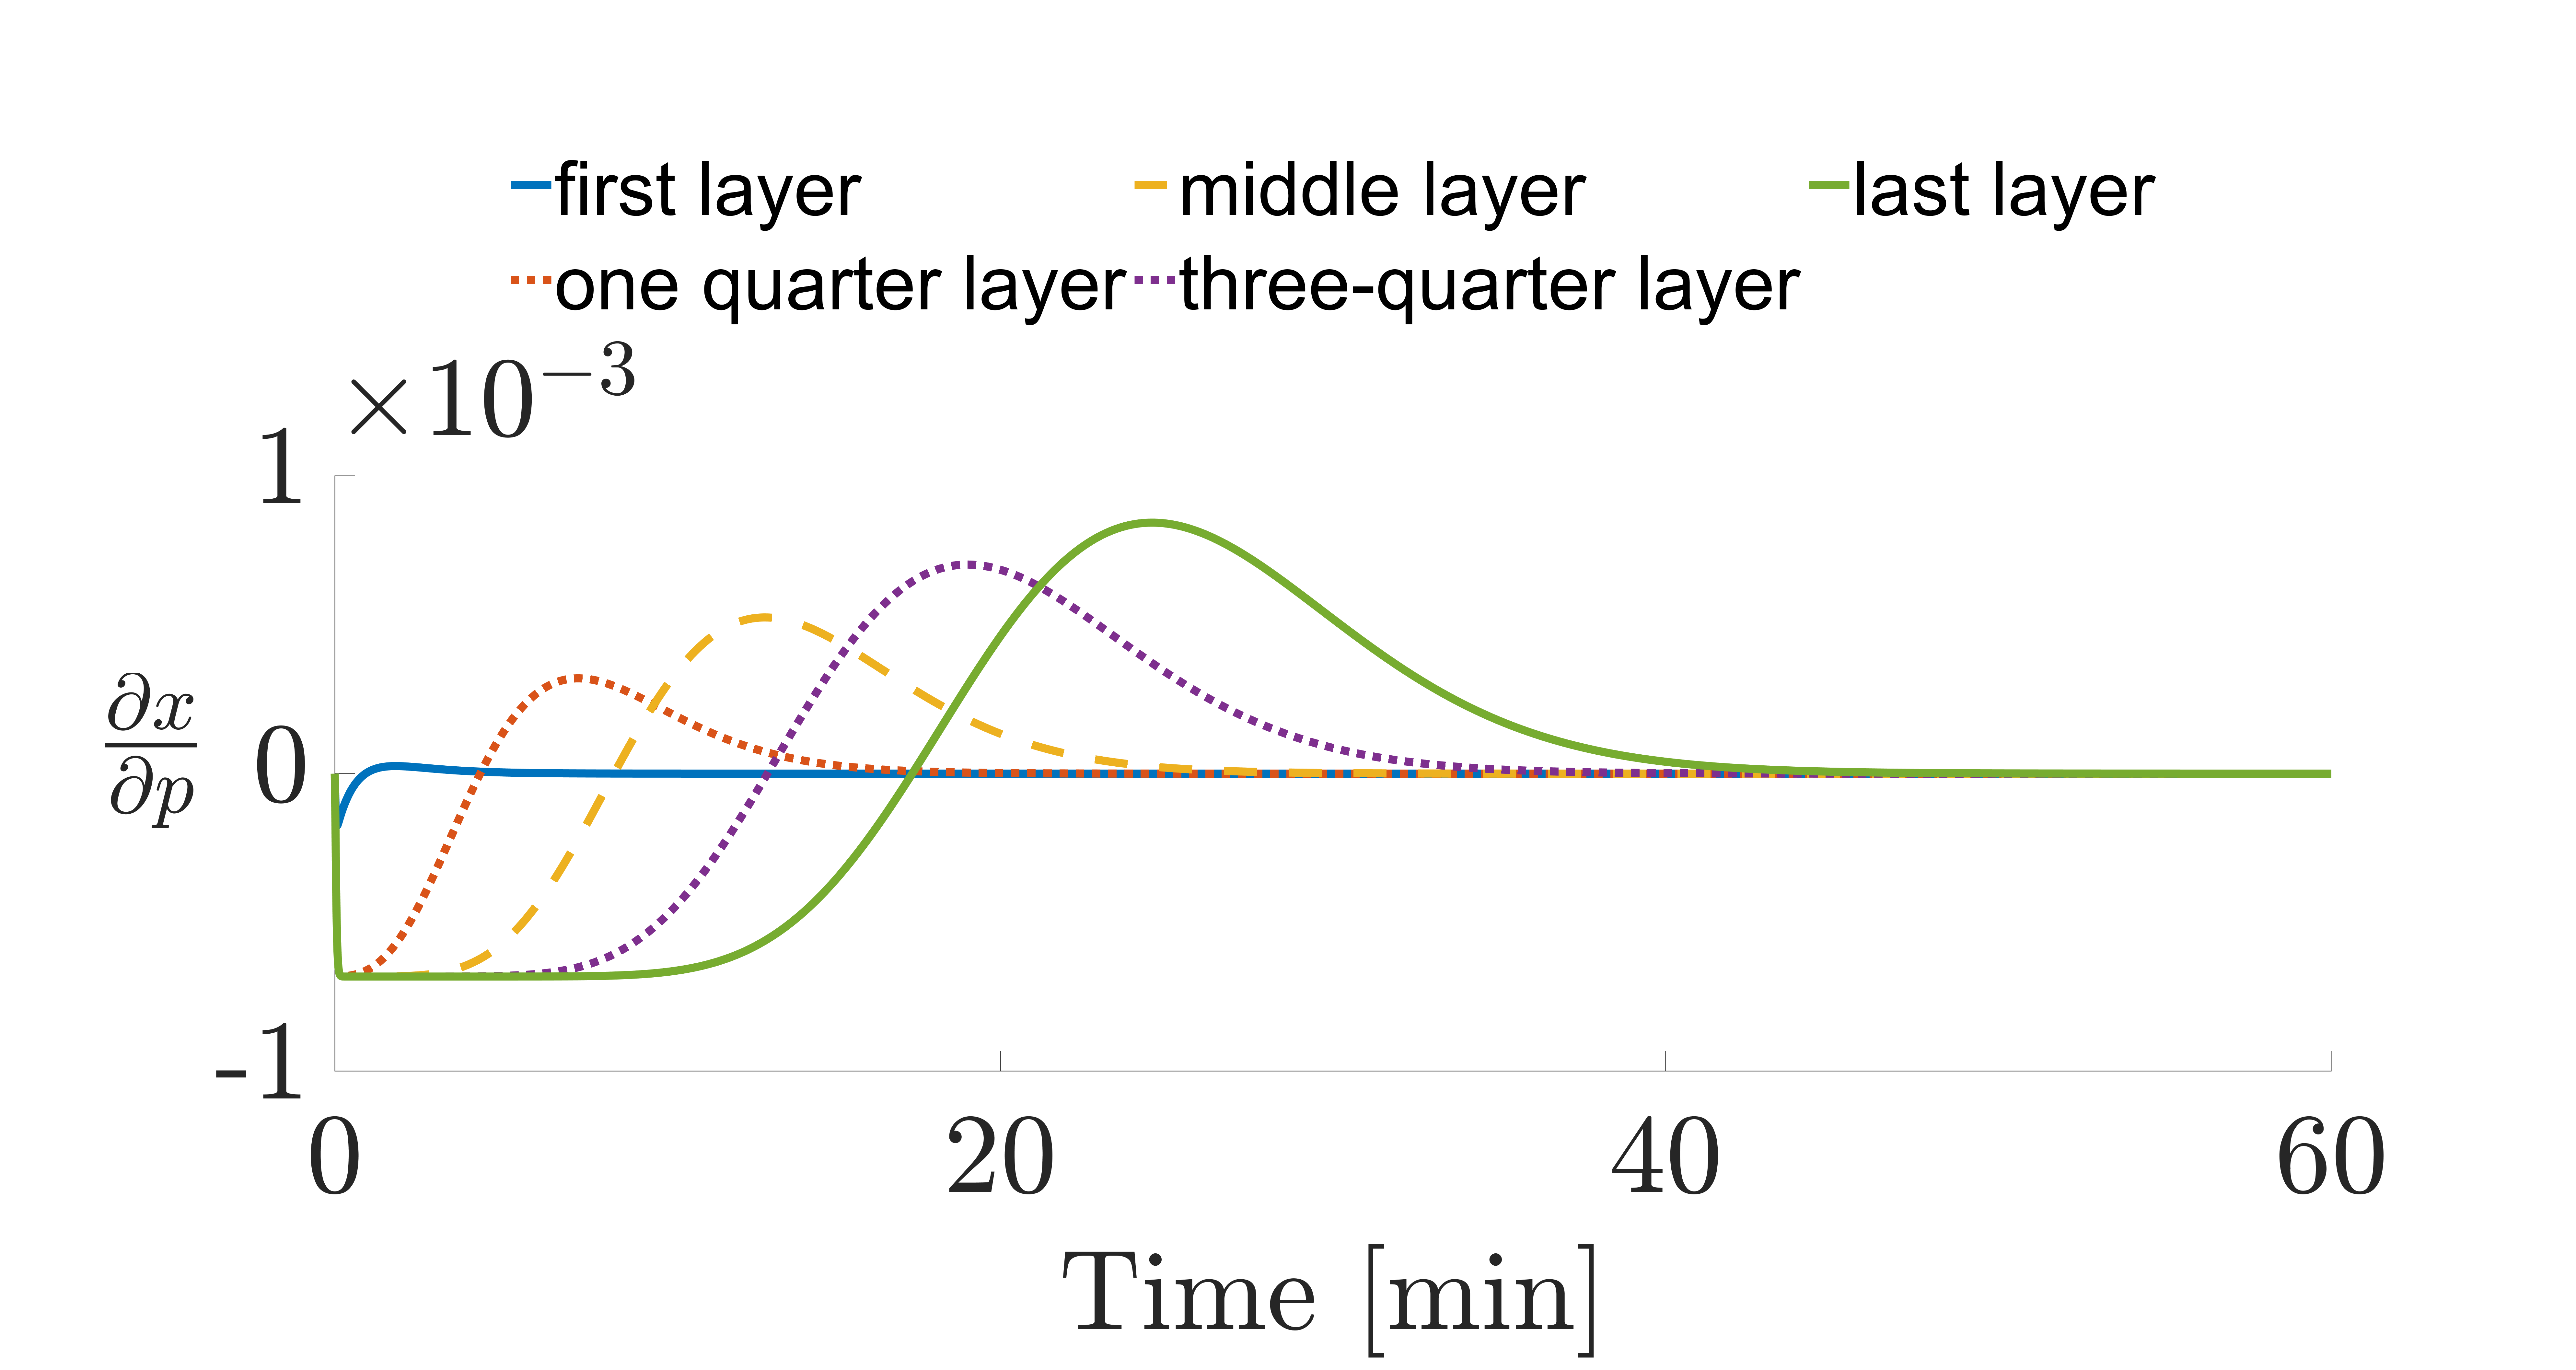 first layer middle layer last layer
one quarter layer three-quarter layer
×10⁻³
1
∂x
∂p
0
-1
0 20 40 60
Time [min]